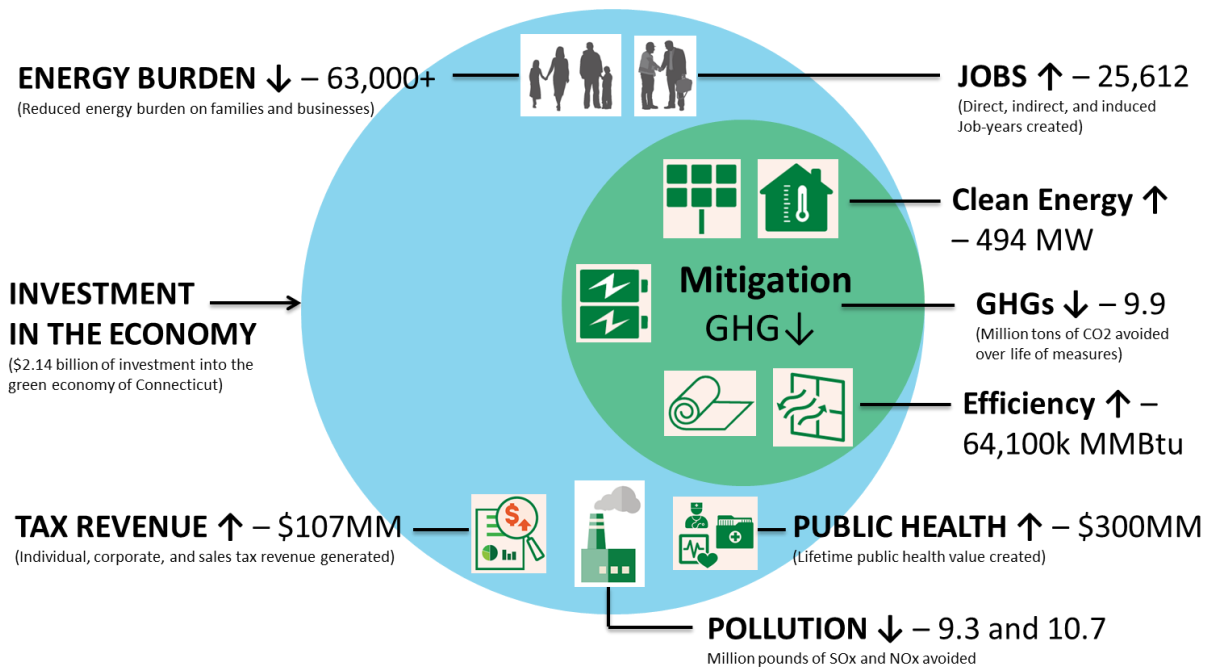 ENERGY BURDEN ↓ – 63,000+
(Reduced energy burden on families and businesses)
JOBS ↑ – 25,612
(Direct, indirect, and induced
Job-years created)
Clean Energy ↑
– 494 MW
INVESTMENT
IN THE ECONOMY
($2.14 billion of investment into the
green economy of Connecticut)
Mitigation
GHG ↓
GHGs ↓ – 9.9
(Million tons of CO2 avoided
over life of measures)
Efficiency ↑ –
64,100k MMBtu
TAX REVENUE ↑ – $107MM
(Individual, corporate, and sales tax revenue generated)
$
PUBLIC HEALTH ↑ – $300MM
(Lifetime public health value created)
POLLUTION ↓ – 9.3 and 10.7
Million pounds of SOx and NOx avoided